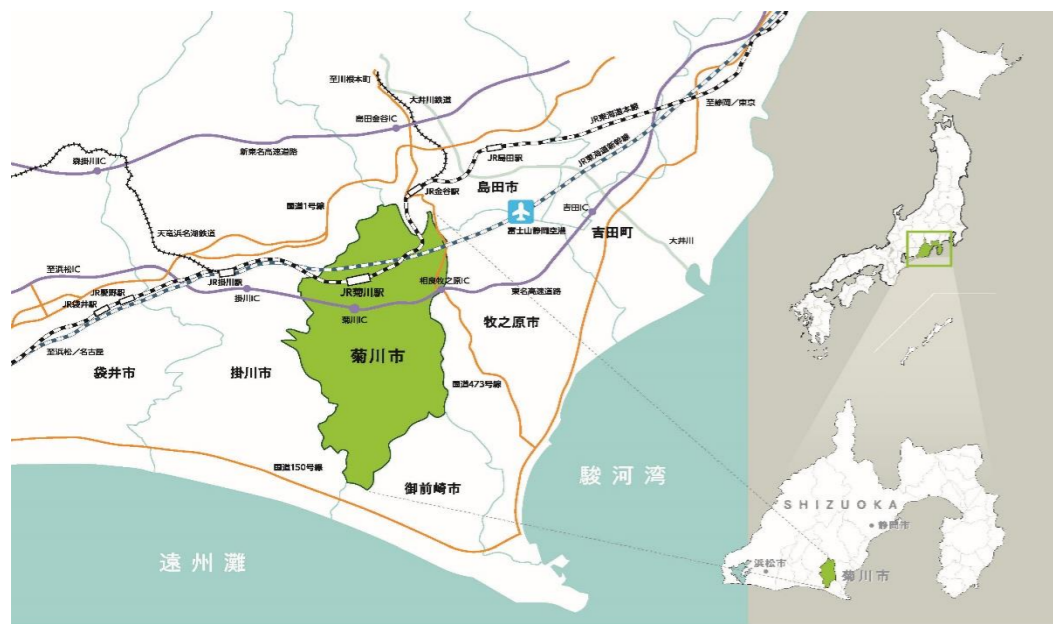 至川根本町
大井川鉄道
島田金谷IC
至静岡／東京
JR東海道本線
新東名高速道路
JR島田駅
JR東海道新幹線
森掛川IC
JR金谷駅
島田市
国道1号線
吉田IC
富士山静岡空港
吉田町
天竜浜名湖鉄道
大井川
至浜松IC
JR掛川駅
相良牧之原IC
JR菊川駅
東名高速道路
JR愛野駅
掛川IC
JR袋井駅
菊川IC
牧之原市
至浜松／名古屋
菊川市
袋井市
掛川市
国道473号線
国道150号線
御前崎市
駿河湾
遠州灘
SHIZUOKA
静岡市
浜松市
菊川市